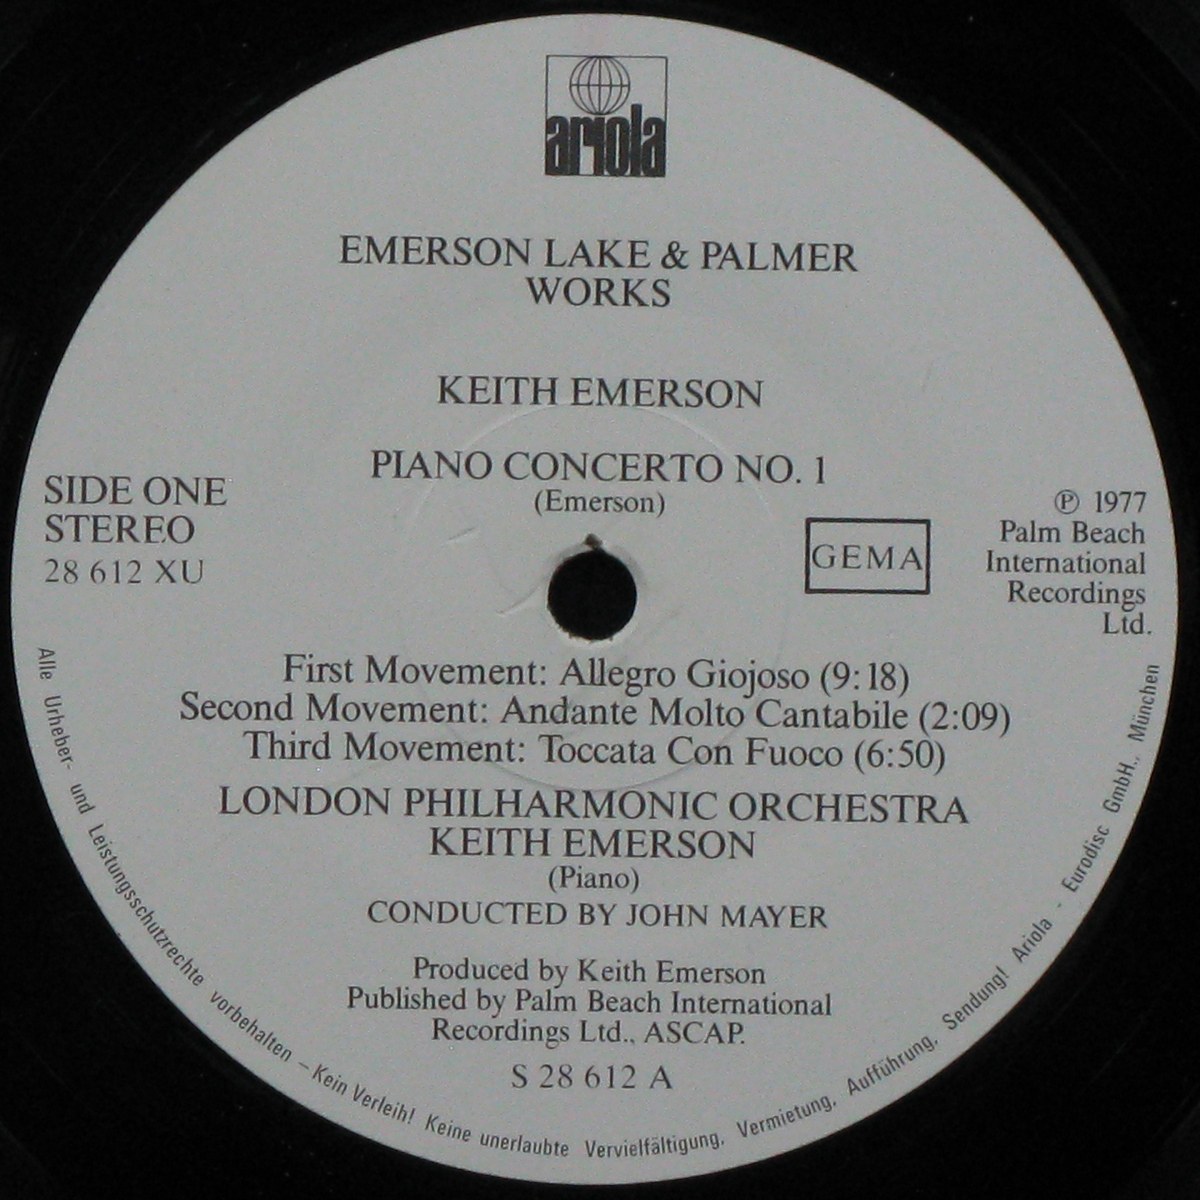 ariola
EMERSON LAKE & PALMER
WORKS
KEITH EMERSON
PIANO CONCERTO NO. 1
(Emerson)
SIDE ONE
STEREO
28 612 XU
GEMA
℗ 1977
Palm Beach
International
Recordings
Ltd.
First Movement: Allegro Giojoso (9:18)
Second Movement: Andante Molto Cantabile (2:09)
Third Movement: Toccata Con Fuoco (6:50)
LONDON PHILHARMONIC ORCHESTRA
KEITH EMERSON
(Piano)
CONDUCTED BY JOHN MAYER
Produced by Keith Emerson
Published by Palm Beach International
Recordings Ltd., ASCAP.
S 28 612 A
Alle Urheber- und Leistungsschutzrechte vorbehalten – Kein Verleih! Keine unerlaubte Vervielfältigung, Vermietung, Aufführung, Sendung! Ariola - Eurodisc GmbH., München